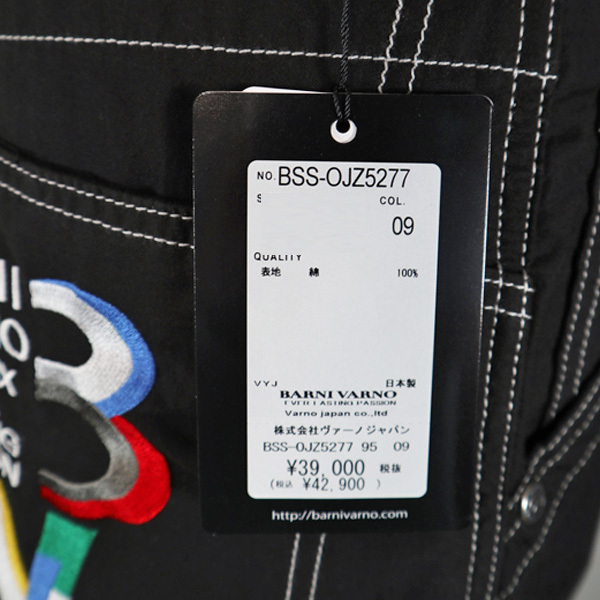 NO. BSS-OJZ5277
S COL.
09
QUALITY
表地 綿 100%
VYJ 日本製
BARNI VARNO
EVER LASTING PASSION
Varno japan co.,ltd
株式会社ヴァーノジャパン
BSS-OJZ5277 95 09
¥39,000 税抜
(税込 ¥42,900 )
http://barnivarno.com